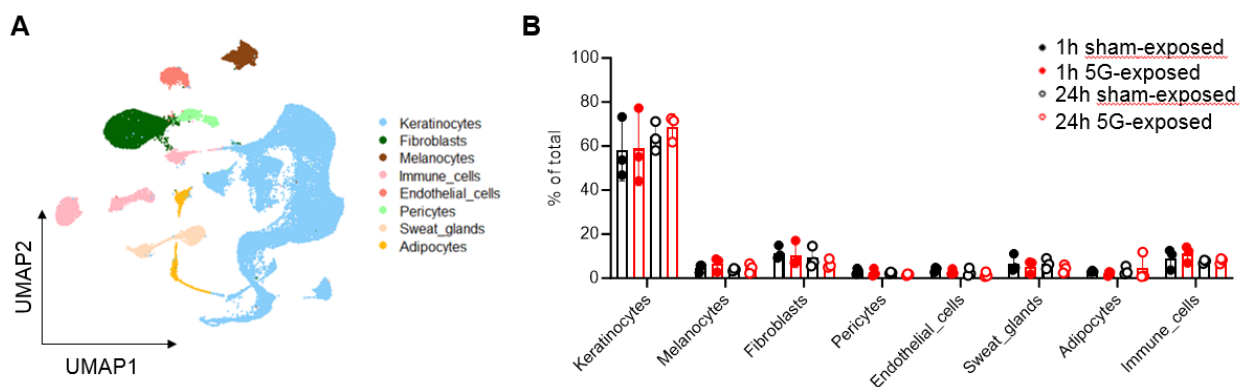 A
Keratinocytes
Fibroblasts
Melanocytes
Immune_cells
Endothelial_cells
Pericytes
Sweat_glands
Adipocytes
UMAP2
UMAP1
B
1h sham-exposed
1h 5G-exposed
24h sham-exposed
24h 5G-exposed
% of total
100
80
60
40
20
0
Keratinocytes
Melanocytes
Fibroblasts
Pericytes
Endothelial_cells
Sweat_glands
Adipocytes
Immune_cells